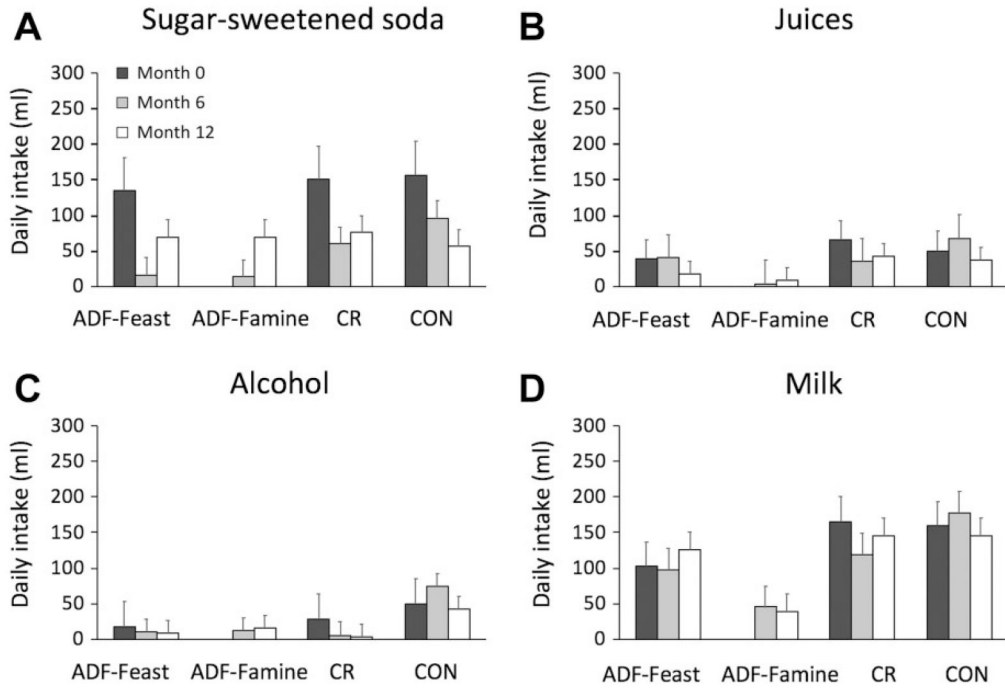 A
Sugar-sweetened soda
Daily intake (ml)
300
250
200
150
100
50
0
Month 0
Month 6
Month 12
ADF-Feast ADF-Famine CR CON
B
Juices
Daily intake (ml)
300
250
200
150
100
50
0
ADF-Feast ADF-Famine CR CON
C
Alcohol
Daily intake (ml)
300
250
200
150
100
50
0
ADF-Feast ADF-Famine CR CON
D
Milk
Daily intake (ml)
300
250
200
150
100
50
0
ADF-Feast ADF-Famine CR CON